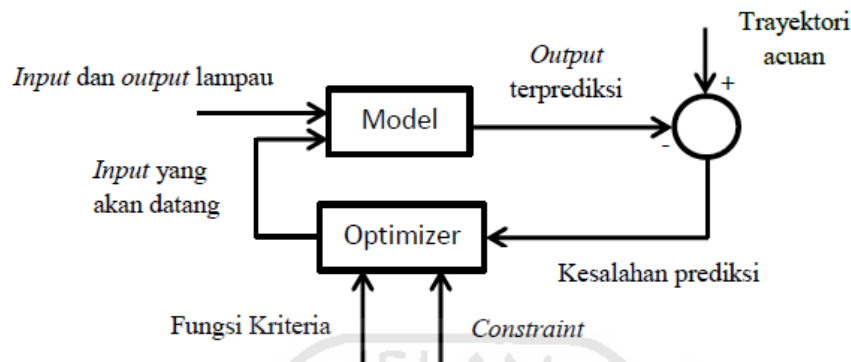 Trayektori
acuan
Input dan output lampau
Output
terprediksi
+
Model
-
Input yang
akan datang
Optimizer
Kesalahan prediksi
Fungsi Kriteria
Constraint